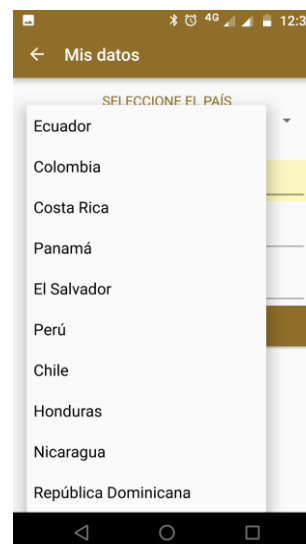 4G 12:3
Mis datos
SELECCIONE EL PAÍS
Ecuador
Colombia
Costa Rica
Panamá
El Salvador
Perú
Chile
Honduras
Nicaragua
República Dominicana